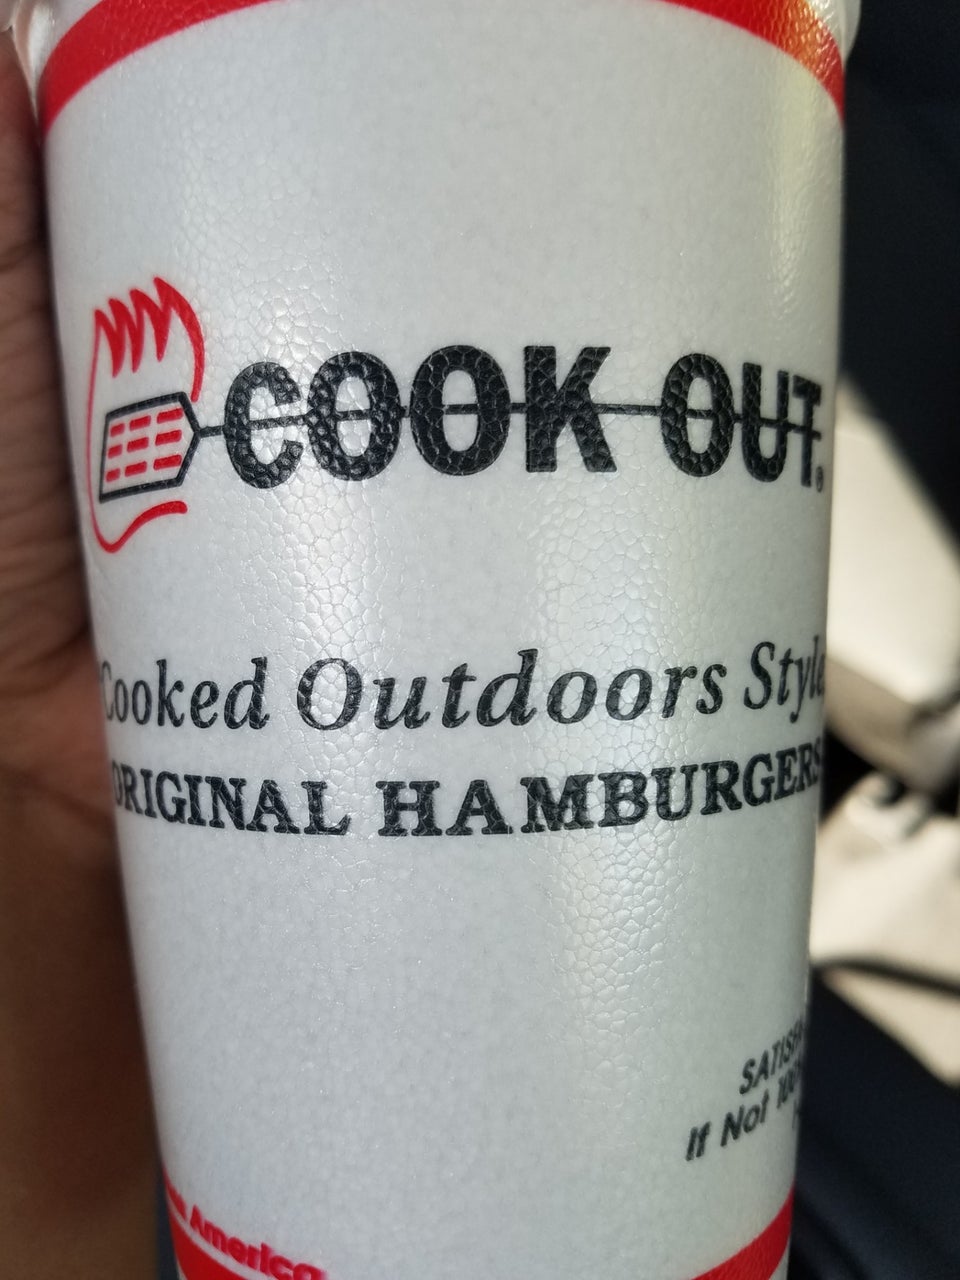 COOK OUT®
Cooked Outdoors Style
ORIGINAL HAMBURGERS
If Not
America